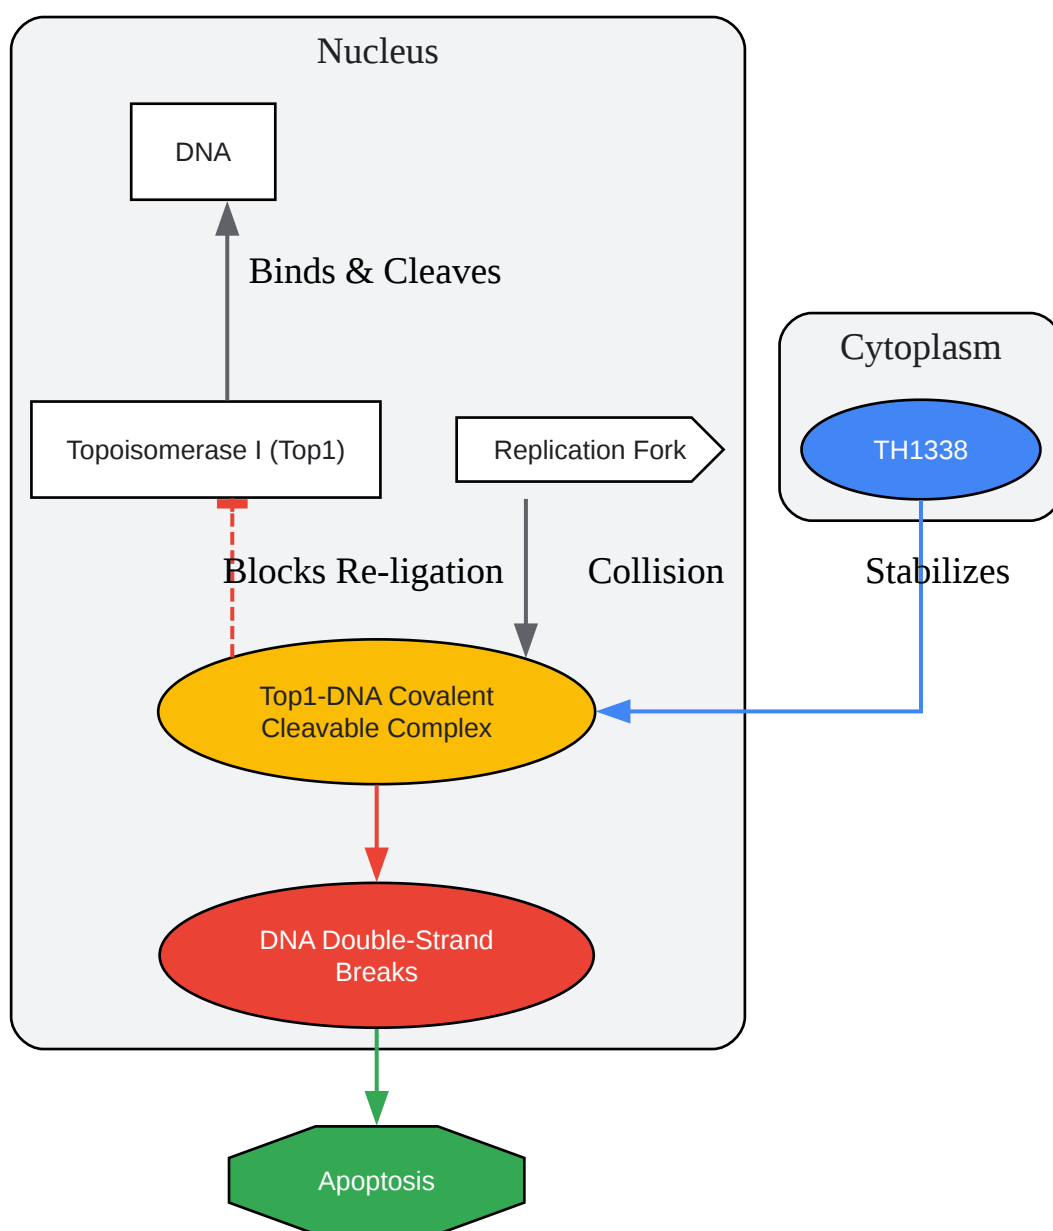 Nucleus
DNA
Binds & Cleaves
Cytoplasm
Topoisomerase I (Top1)
Replication Fork
TH1338
Blocks Re-ligation
Collision
Stabilizes
Top1-DNA Covalent
Cleavable Complex
DNA Double-Strand
Breaks
Apoptosis